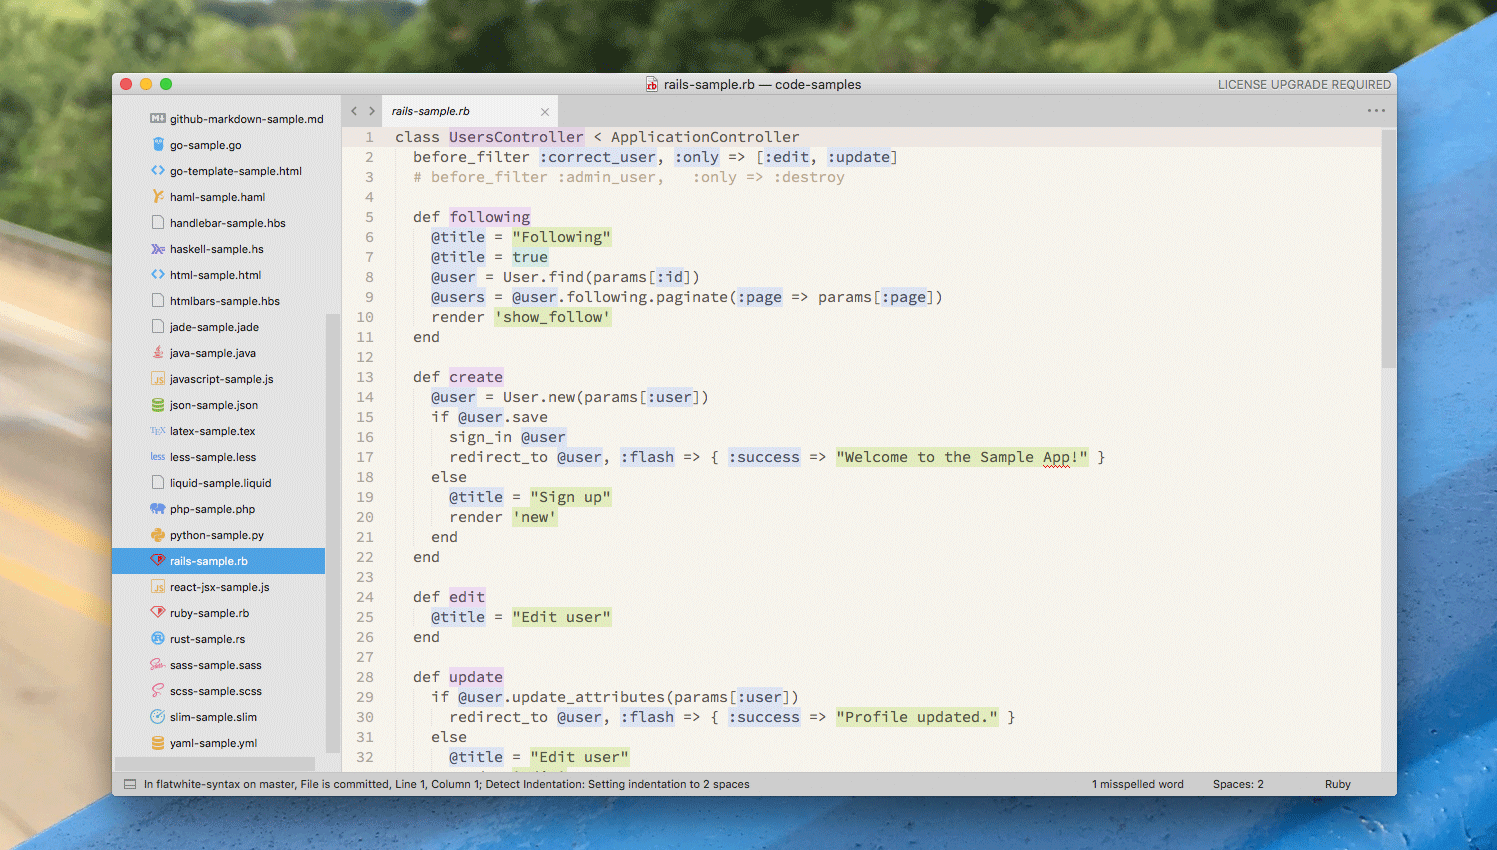 rails-sample.rb — code-samples
LICENSE UPGRADE REQUIRED
github-markdown-sample.md
go-sample.go
go-template-sample.html
haml-sample.haml
handlebar-sample.hbs
haskell-sample.hs
html-sample.html
htmlbars-sample.hbs
jade-sample.jade
java-sample.java
javascript-sample.js
json-sample.json
latex-sample.tex
less-sample.less
liquid-sample.liquid
php-sample.php
python-sample.py
rails-sample.rb
react-jsx-sample.js
ruby-sample.rb
rust-sample.rs
sass-sample.sass
scss-sample.scss
slim-sample.slim
yaml-sample.yml
rails-sample.rb
1 class UsersController < ApplicationController
2   before_filter :correct_user, :only => [:edit, :update]
3   # before_filter :admin_user,   :only => :destroy
4
5   def following
6     @title = "Following"
7     @title = true
8     @user = User.find(params[:id])
9     @users = @user.following.paginate(:page => params[:page])
10     render 'show_follow'
11   end
12
13   def create
14     @user = User.new(params[:user])
15     if @user.save
16       sign_in @user
17       redirect_to @user, :flash => { :success => "Welcome to the Sample App!" }
18     else
19       @title = "Sign up"
20       render 'new'
21     end
22   end
23
24   def edit
25     @title = "Edit user"
26   end
27
28   def update
29     if @user.update_attributes(params[:user])
30       redirect_to @user, :flash => { :success => "Profile updated." }
31     else
32       @title = "Edit user"
In flatwhite-syntax on master, File is committed, Line 1, Column 1; Detect Indentation: Setting indentation to 2 spaces
1 misspelled word
Spaces: 2
Ruby